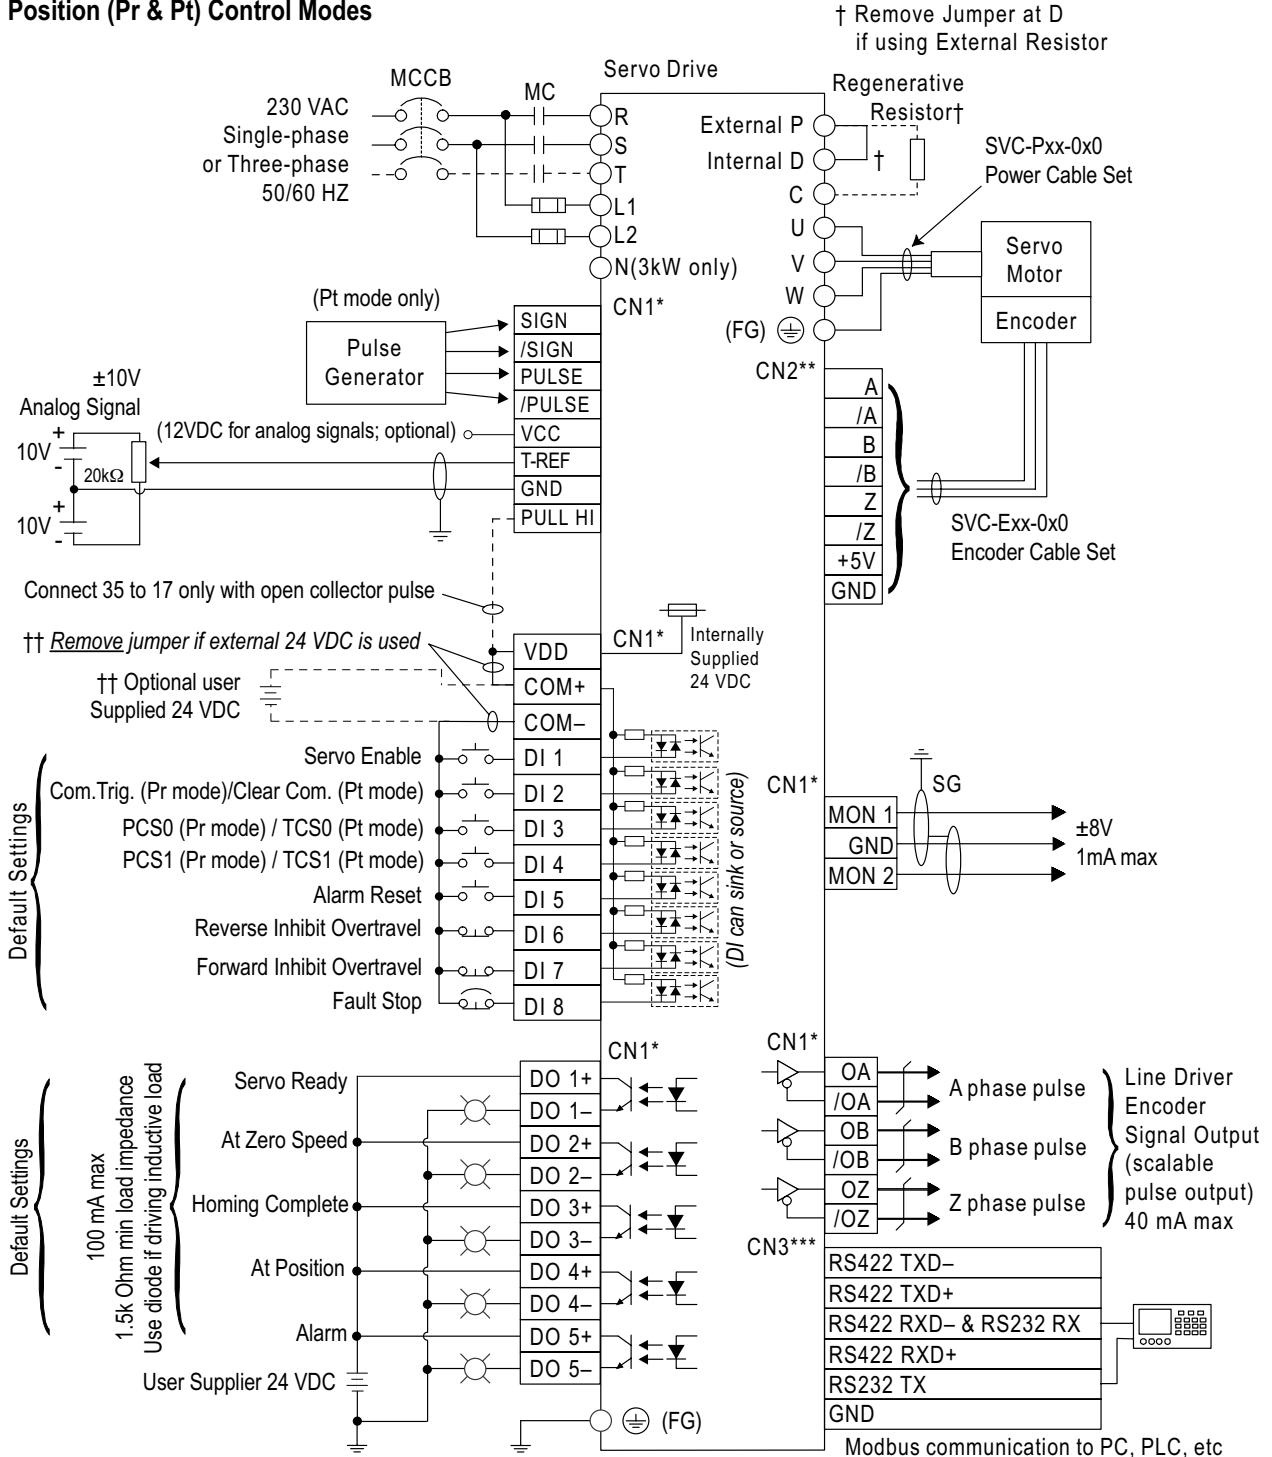 Position (Pr & Pt) Control Modes
† Remove Jumper at D
if using External Resistor
MCCB
MC
Servo Drive
230 VAC
Single-phase
or Three-phase
50/60 HZ
R
S
T
L1
L2
N(3kW only)
External P
Internal D
C
U
V
W
(FG)
Regenerative
Resistor†
†
SVC-Pxx-0x0
Power Cable Set
Servo
Motor
Encoder
(Pt mode only)
Pulse
Generator
CN1*
SIGN
/SIGN
PULSE
/PULSE
VCC
T-REF
GND
PULL HI
±10V
Analog Signal
(12VDC for analog signals; optional)
+
10V
-
20kΩ
+
10V
-
CN2**
A
/A
B
/B
Z
/Z
+5V
GND
SVC-Exx-0x0
Encoder Cable Set
Connect 35 to 17 only with open collector pulse
†† Remove jumper if external 24 VDC is used
†† Optional user
Supplied 24 VDC
CN1*
Internally
Supplied
24 VDC
VDD
COM+
COM–
DI 1
DI 2
DI 3
DI 4
DI 5
DI 6
DI 7
DI 8
Default Settings
Servo Enable
Com.Trig. (Pr mode)/Clear Com. (Pt mode)
PCS0 (Pr mode) / TCS0 (Pt mode)
PCS1 (Pr mode) / TCS1 (Pt mode)
Alarm Reset
Reverse Inhibit Overtravel
Forward Inhibit Overtravel
Fault Stop
(DI can sink or source)
CN1*
SG
MON 1
GND
MON 2
±8V
1mA max
CN1*
DO 1+
DO 1–
DO 2+
DO 2–
DO 3+
DO 3–
DO 4+
DO 4–
DO 5+
DO 5–
Default Settings
100 mA max
1.5k Ohm min load impedance
Use diode if driving inductive load
Servo Ready
At Zero Speed
Homing Complete
At Position
Alarm
User Supplier 24 VDC
(FG)
CN1*
OA
/OA
OB
/OB
OZ
/OZ
A phase pulse
B phase pulse
Z phase pulse
Line Driver
Encoder
Signal Output
(scalable
pulse output)
40 mA max
CN3***
RS422 TXD–
RS422 TXD+
RS422 RXD– & RS232 RX
RS422 RXD+
RS232 TX
GND
Modbus communication to PC, PLC, etc